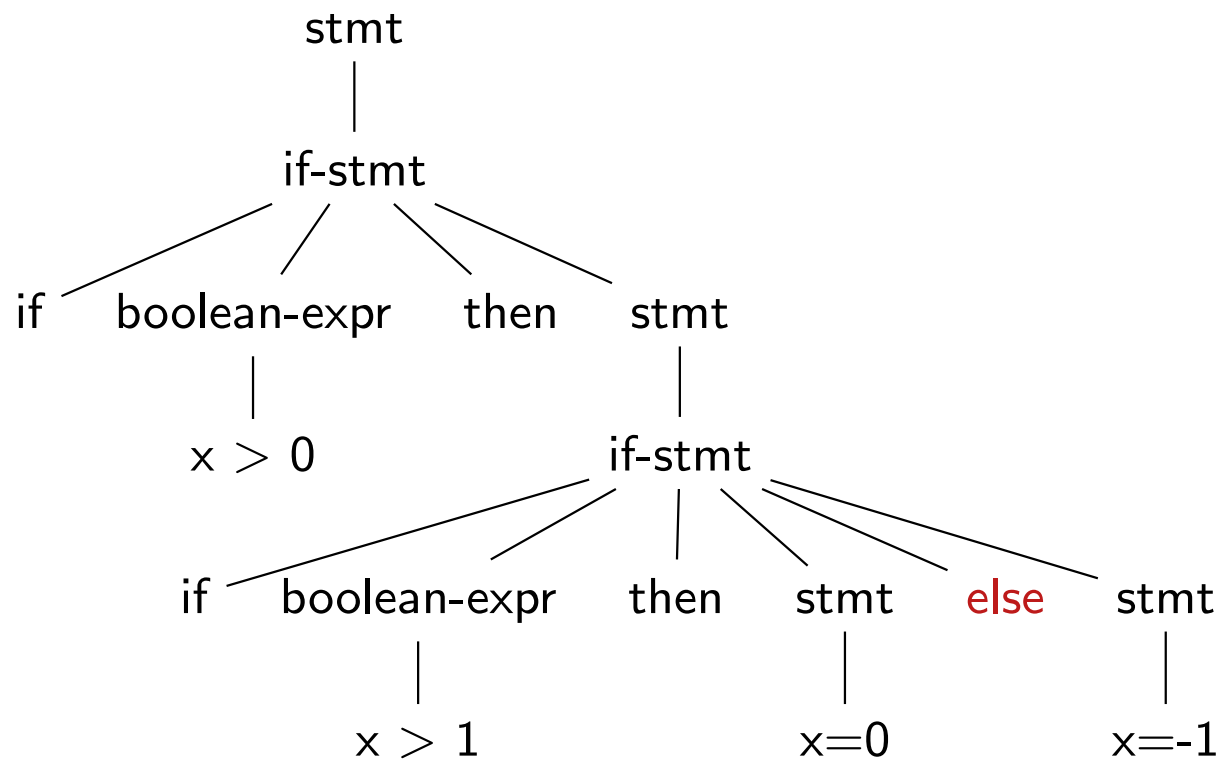 stmt
if-stmt
if boolean-expr then stmt
x > 0 if-stmt
if boolean-expr then stmt else stmt
x > 1 x=0 x=-1